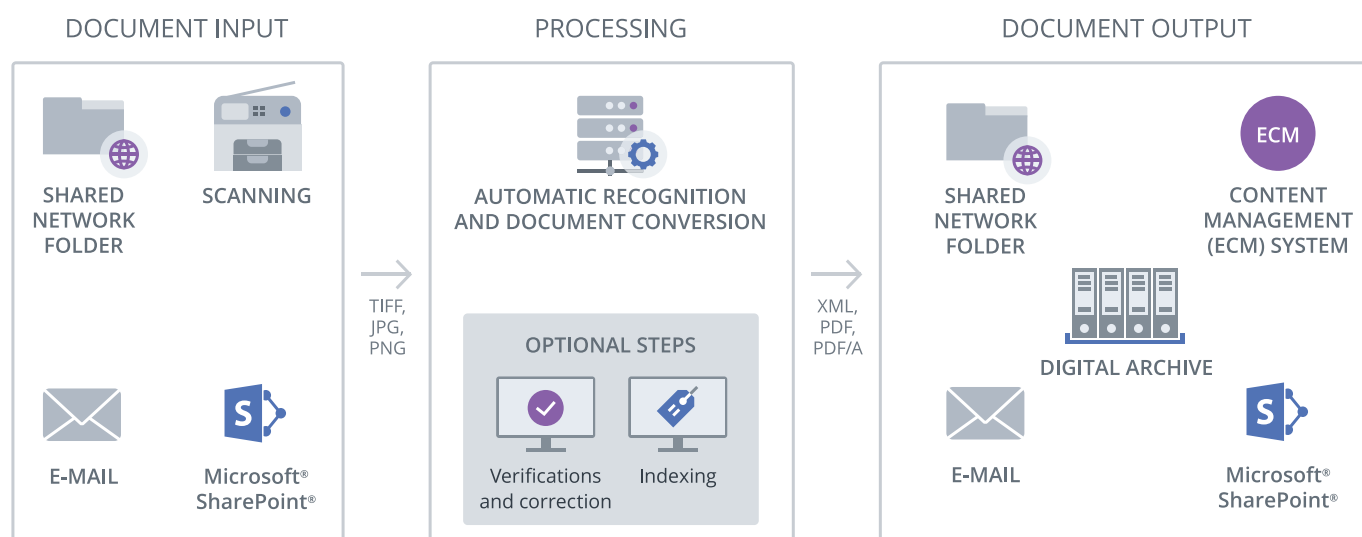 DOCUMENT INPUT
PROCESSING
DOCUMENT OUTPUT
SHARED
NETWORK
FOLDER
SCANNING
E-MAIL
Microsoft®
SharePoint®
TIFF,
JPG,
PNG
AUTOMATIC RECOGNITION
AND DOCUMENT CONVERSION
OPTIONAL STEPS
Verifications
and correction
Indexing
XML,
PDF,
PDF/A
SHARED
NETWORK
FOLDER
ECM
CONTENT
MANAGEMENT
(ECM) SYSTEM
DIGITAL ARCHIVE
E-MAIL
Microsoft®
SharePoint®
S
S